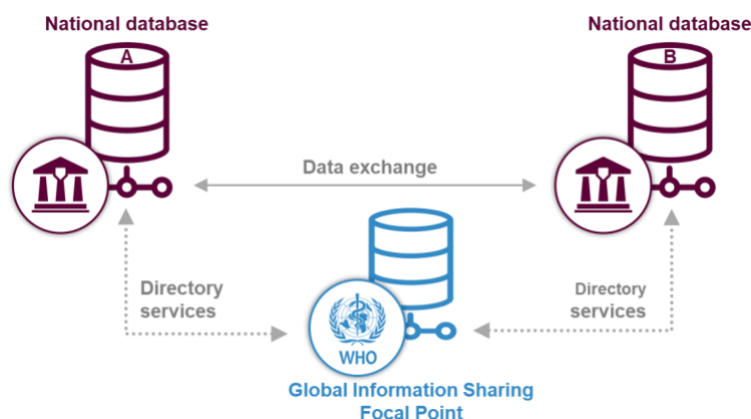 National database
National database
A
B
Data exchange
Directory
services
Directory
services
WHO
Global Information Sharing
Focal Point